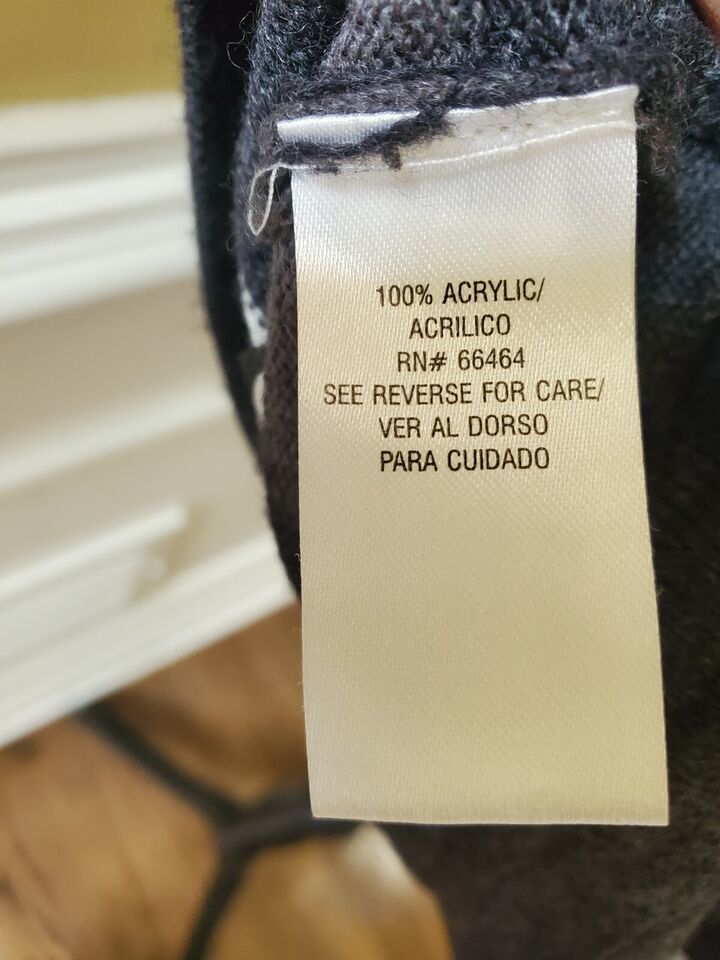 100% ACRYLIC/
ACRILICO
RN# 66464
SEE REVERSE FOR CARE/
VER AL DORSO
PARA CUIDADO